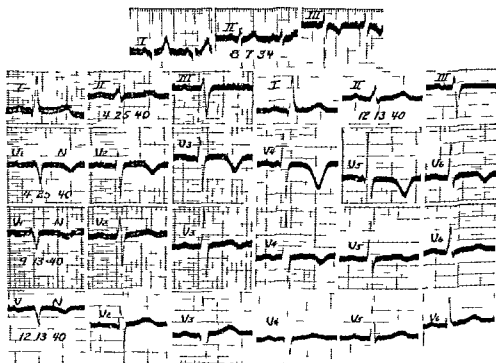 II III
8 7 34
I II III I II III
4 25 40 12 13 40
V1 N V2 V3 V4 V5 V6
4 25 40
V N V2 V3 V4 V5 V6
9 13-40
V N V2 V3 V4 V5 V6
12 13 40